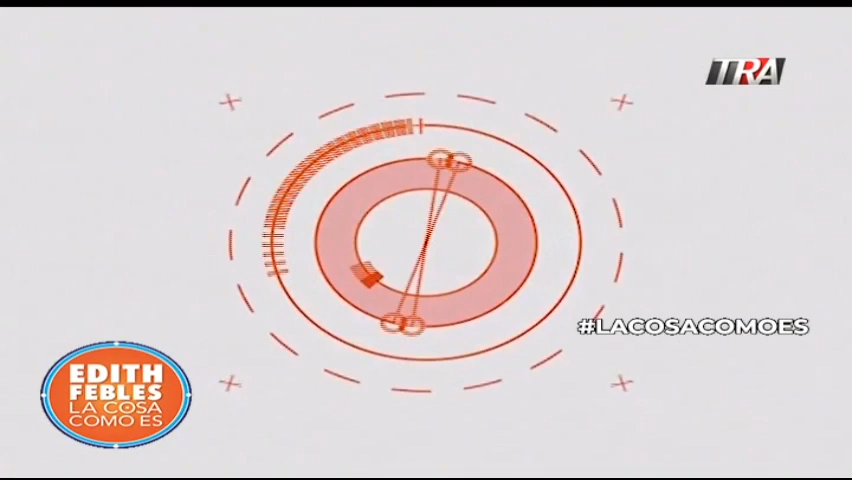 TRA
#LACOSACOMOES
EDITH
FEBLES
LA COSA
COMO ES